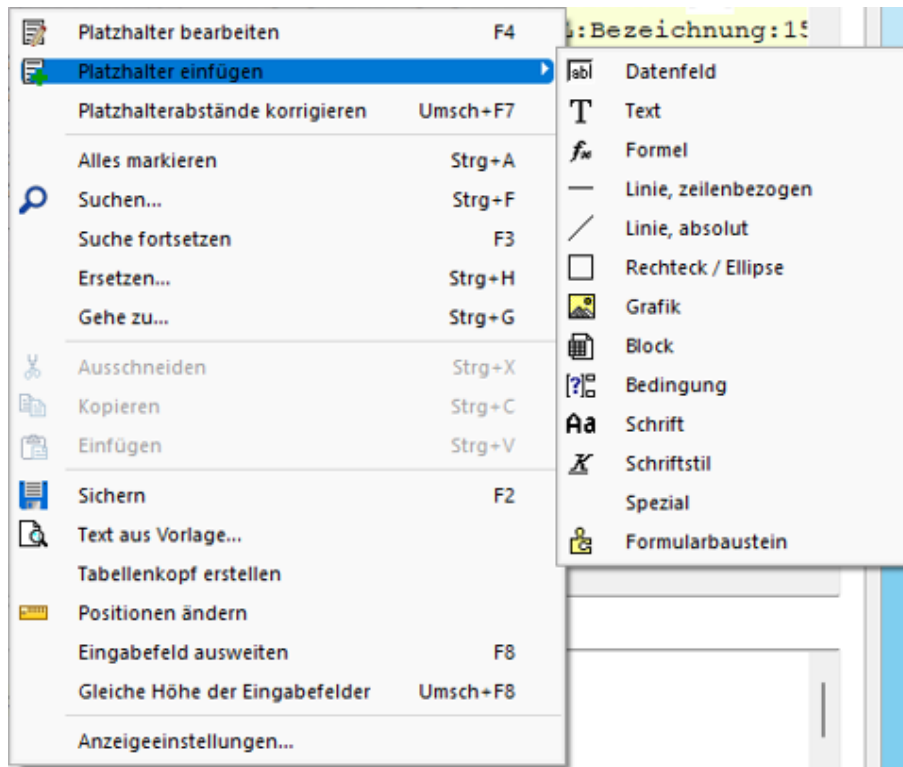 Platzhalter bearbeiten F4
Platzhalter einfügen
Platzhalterabstände korrigieren Umsch+F7
Alles markieren Strg+A
Suchen... Strg+F
Suche fortsetzen F3
Ersetzen... Strg+H
Gehe zu... Strg+G
Ausschneiden Strg+X
Kopieren Strg+C
Einfügen Strg+V
Sichern F2
Text aus Vorlage...
Tabellenkopf erstellen
Positionen ändern
Eingabefeld ausweiten F8
Gleiche Höhe der Eingabefelder Umsch+F8
Anzeigeeinstellungen...
:Bezeichnung:15
Datenfeld
Text
Formel
Linie, zeilenbezogen
Linie, absolut
Rechteck / Ellipse
Grafik
Block
Bedingung
Schrift
Schriftstil
Spezial
Formularbaustein